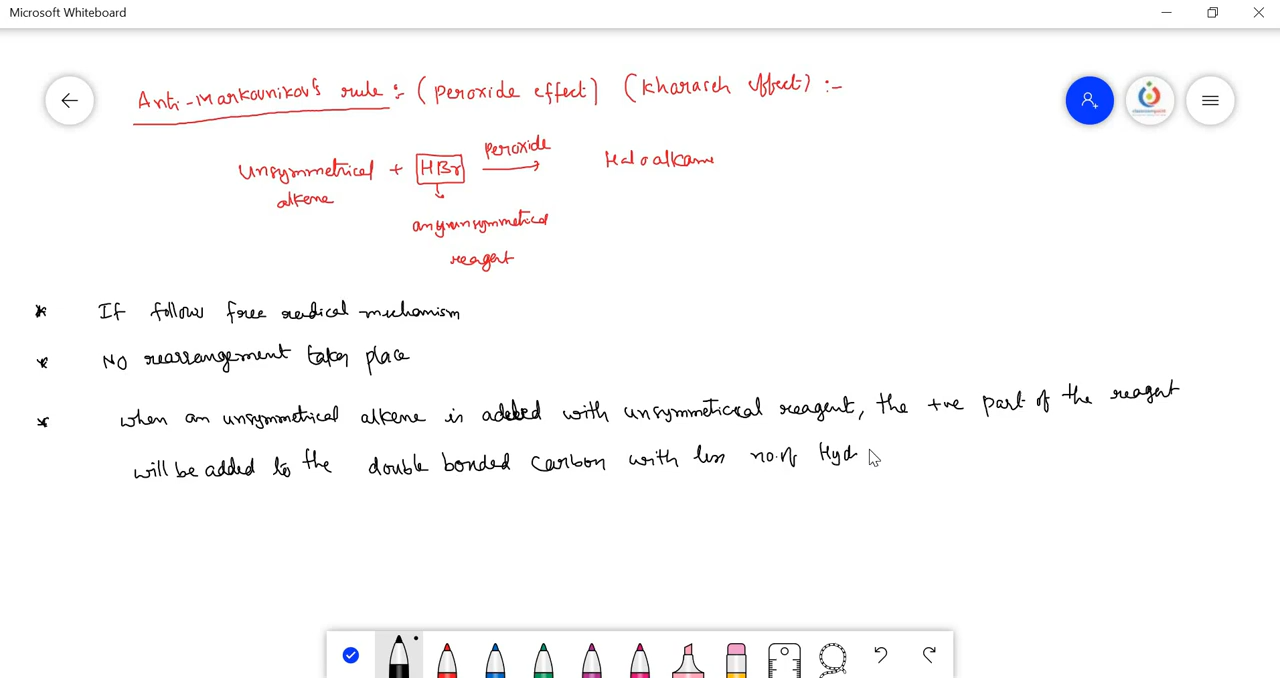 Microsoft Whiteboard
Anti-Markovnikov's rule :- (Peroxide effect) (Kharasch effect) :-
Unsymmetrical alkene + HBr peroxide → Haloalkane
any unsymmetrical
reagent
* If follows free radical mechanism
* No rearrangement takes place
* when an unsymmetrical alkene is added with unsymmetrical reagent, the +ve part of the reagent
will be added to the double bonded carbon with less no. of Hyd